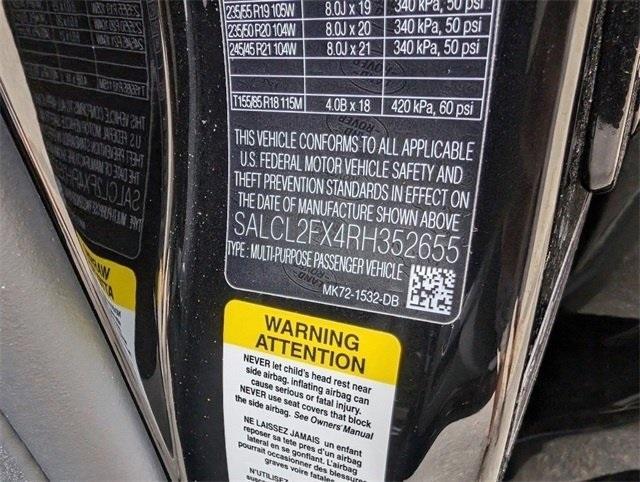 235/55 R19 105W 8.0J x 19 340 kPa, 50 psi
235/50 R20 104W 8.0J x 20 340 kPa, 50 psi
245/45 R21 104W 8.0J x 21 340 kPa, 50 psi
T155/85 R18 115M 4.0B x 18 420 kPa, 60 psi
THIS VEHICLE CONFORMS TO ALL APPLICABLE
U.S. FEDERAL MOTOR VEHICLE SAFETY AND
THEFT PREVENTION STANDARDS IN EFFECT ON
THE DATE OF MANUFACTURE SHOWN ABOVE
SALCL2FX4RH352655
TYPE : MULTI-PURPOSE PASSENGER VEHICLE
MK72-1532-DB
WARNING
ATTENTION
NEVER let child's head rest near
side airbag. inflating airbag can
cause serious or fatal injury.
NEVER use seat covers that block
the side airbag. See Owners' Manual
NE LAISSEZ JAMAIS un enfant
reposer sa tete pres d'un airbag
lateral en se gonflant. L'airbag
pourrait occasionner des blessures
graves voire fatales
N'UTILISEZ